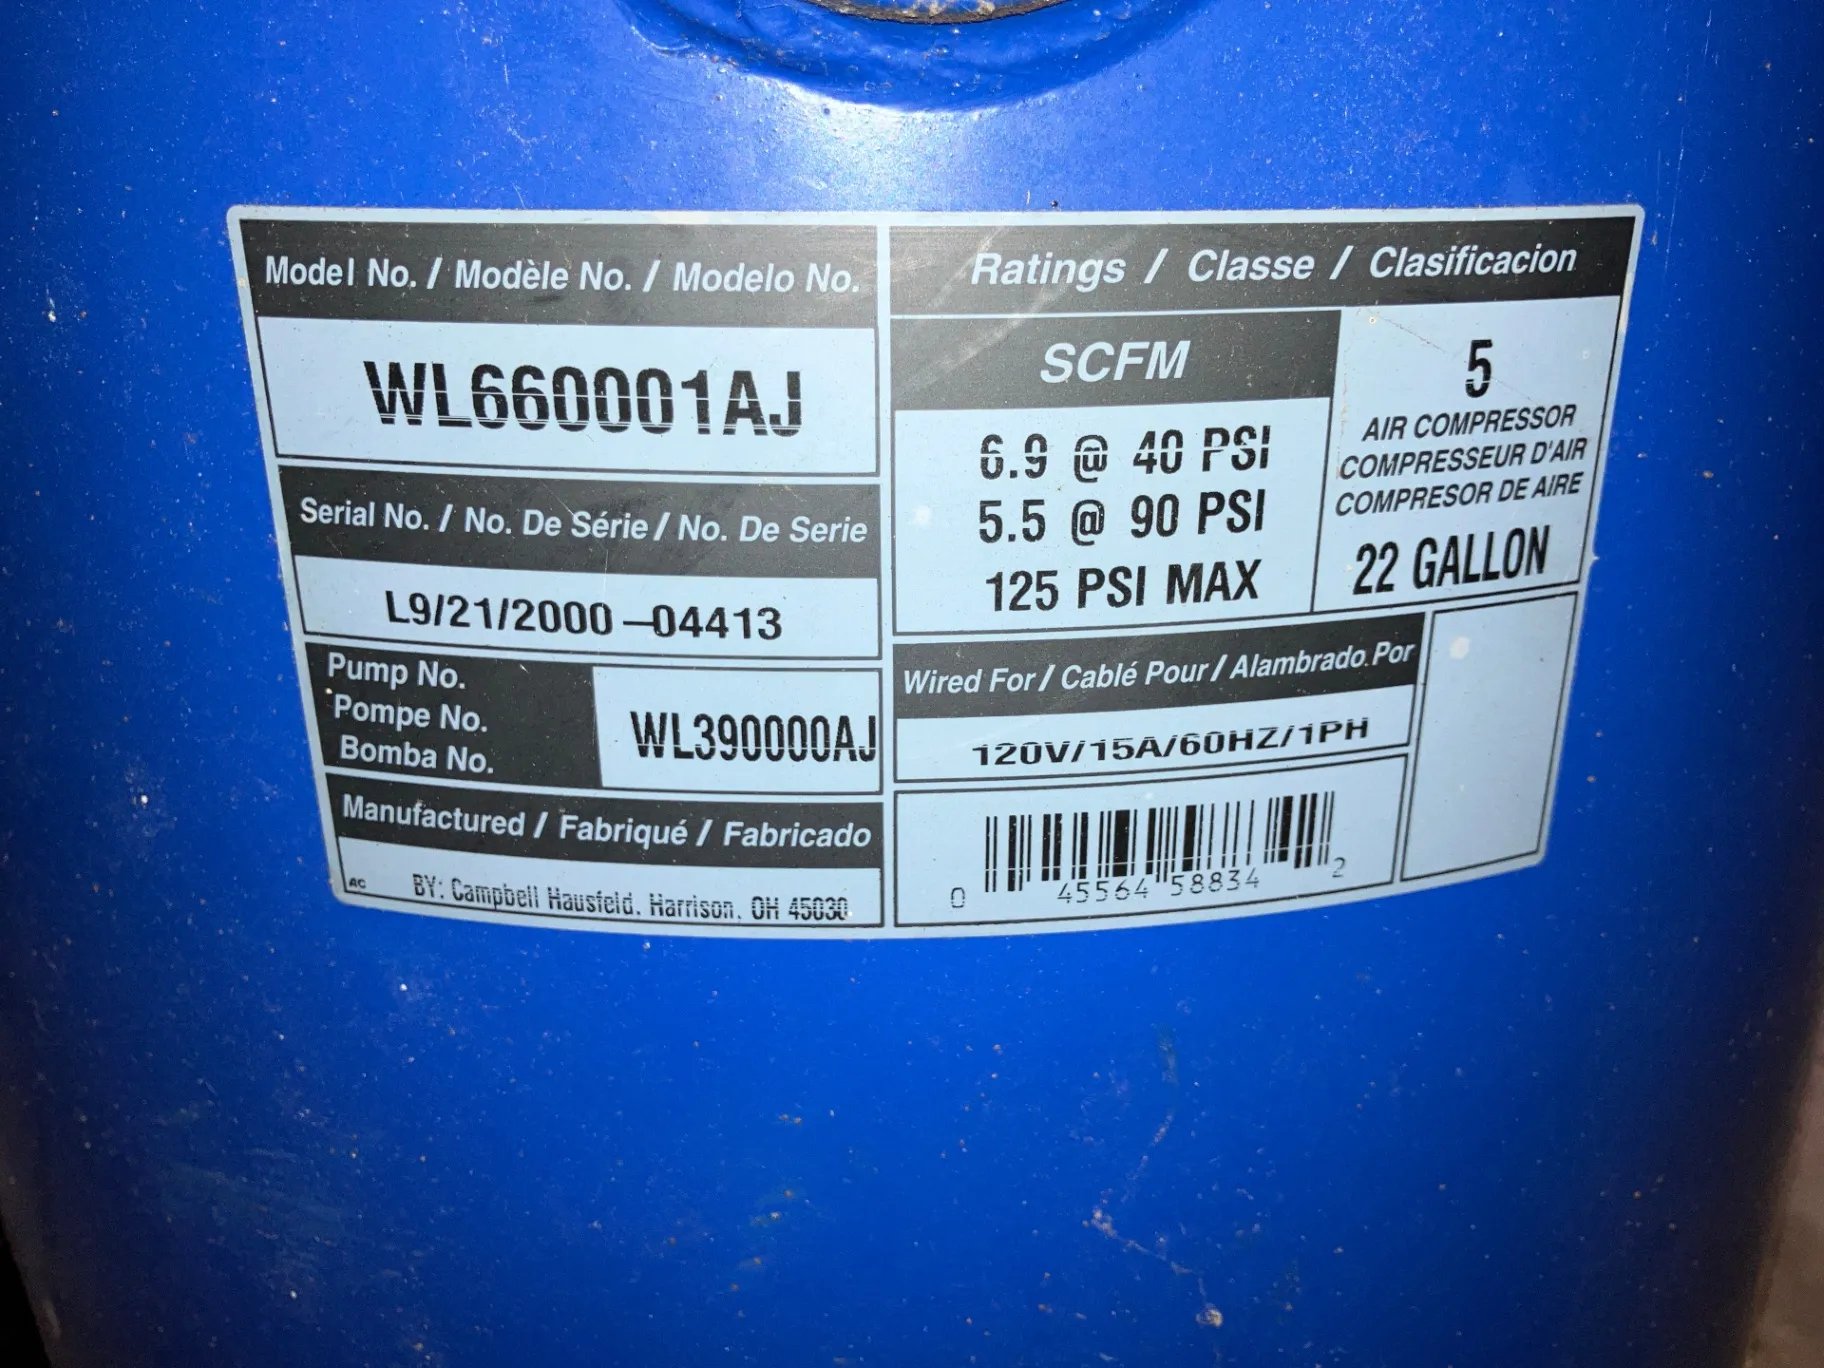 Model No. / Modèle No. / Modelo No.
WL660001AJ
Serial No. / No. De Série / No. De Serie
L9/21/2000 –04413
Pump No.
Pompe No.
Bomba No.
WL390000AJ
Manufactured / Fabriqué / Fabricado
AC
BY: Campbell Hausfeld, Harrison, OH 45030
Ratings / Classe / Clasificacion
SCFM
6.9 @ 40 PSI
5.5 @ 90 PSI
125 PSI MAX
5
AIR COMPRESSOR
COMPRESSEUR D'AIR
COMPRESOR DE AIRE
22 GALLON
Wired For / Cablé Pour / Alambrado Por
120V/15A/60HZ/1PH
0 45564 58834 2